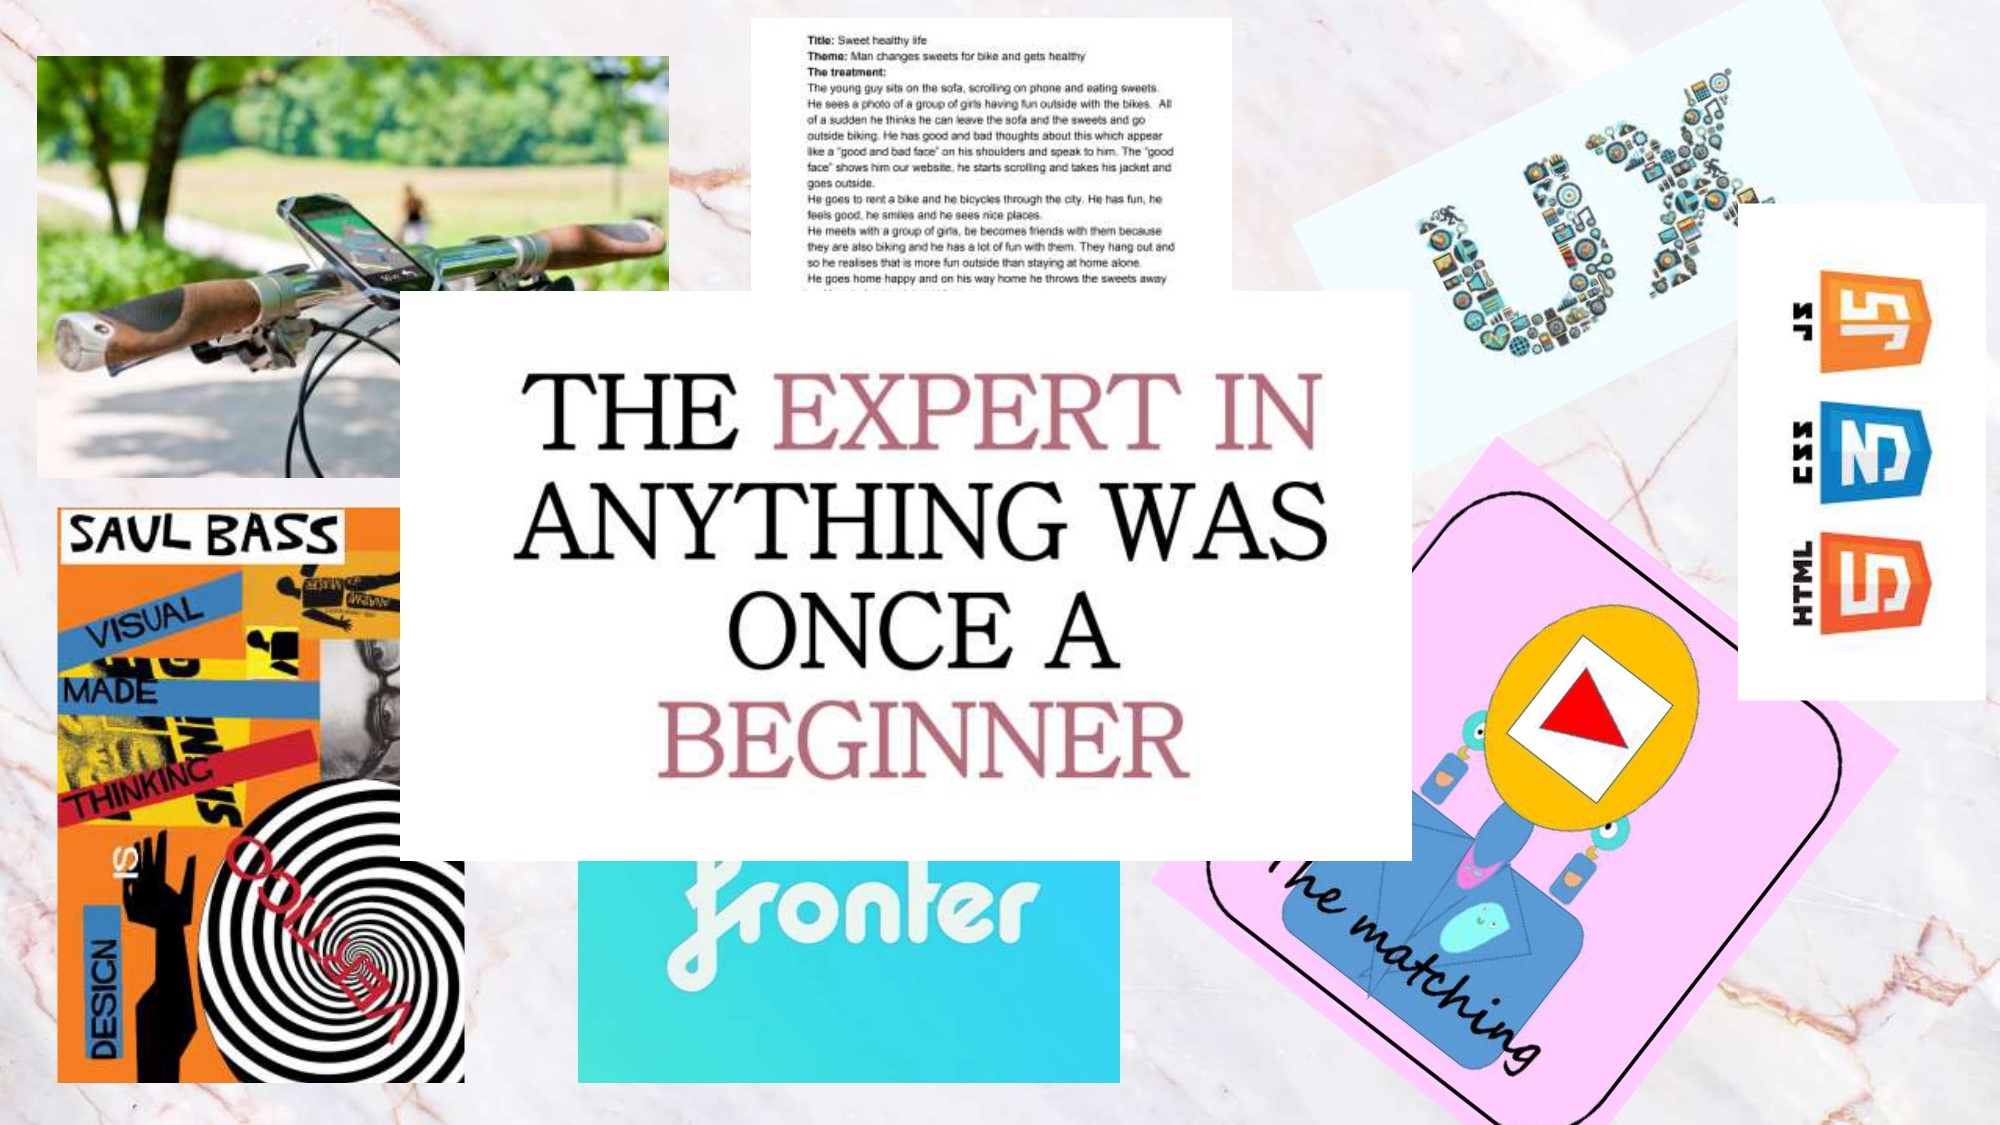 Title: Sweet healthy life
Theme: Man changes sweets for bike and gets healthy
The treatment:
The young guy sits on the sofa, scrolling on phone and eating sweets.
He sees a photo of a group of girls having fun outside with the bikes. All
of a sudden he thinks he can leave the sofa and the sweets and go
outside biking. He has good and bad thoughts about this which appear
like a "good and bad face" on his shoulders and speak to him. The "good
face" shows him our website, he starts scrolling and takes his jacket and
goes outside.
He goes to rent a bike and he bicycles through the city. He has fun, he
feels good, he smiles and he sees nice places.
He meets with a group of girls, be becomes friends with them because
they are also biking and he has a lot of fun with them. They hang out and
so he realises that is more fun outside than staying at home alone.
He goes home happy and on his way home he throws the sweets away
UX
JS
CSS
HTML
5
THE EXPERT IN
ANYTHING WAS
ONCE A
BEGINNER
SAUL BASS
VISUAL
MADE
THINKING
IS
DESIGN
VERTIGO
fronter
The matching